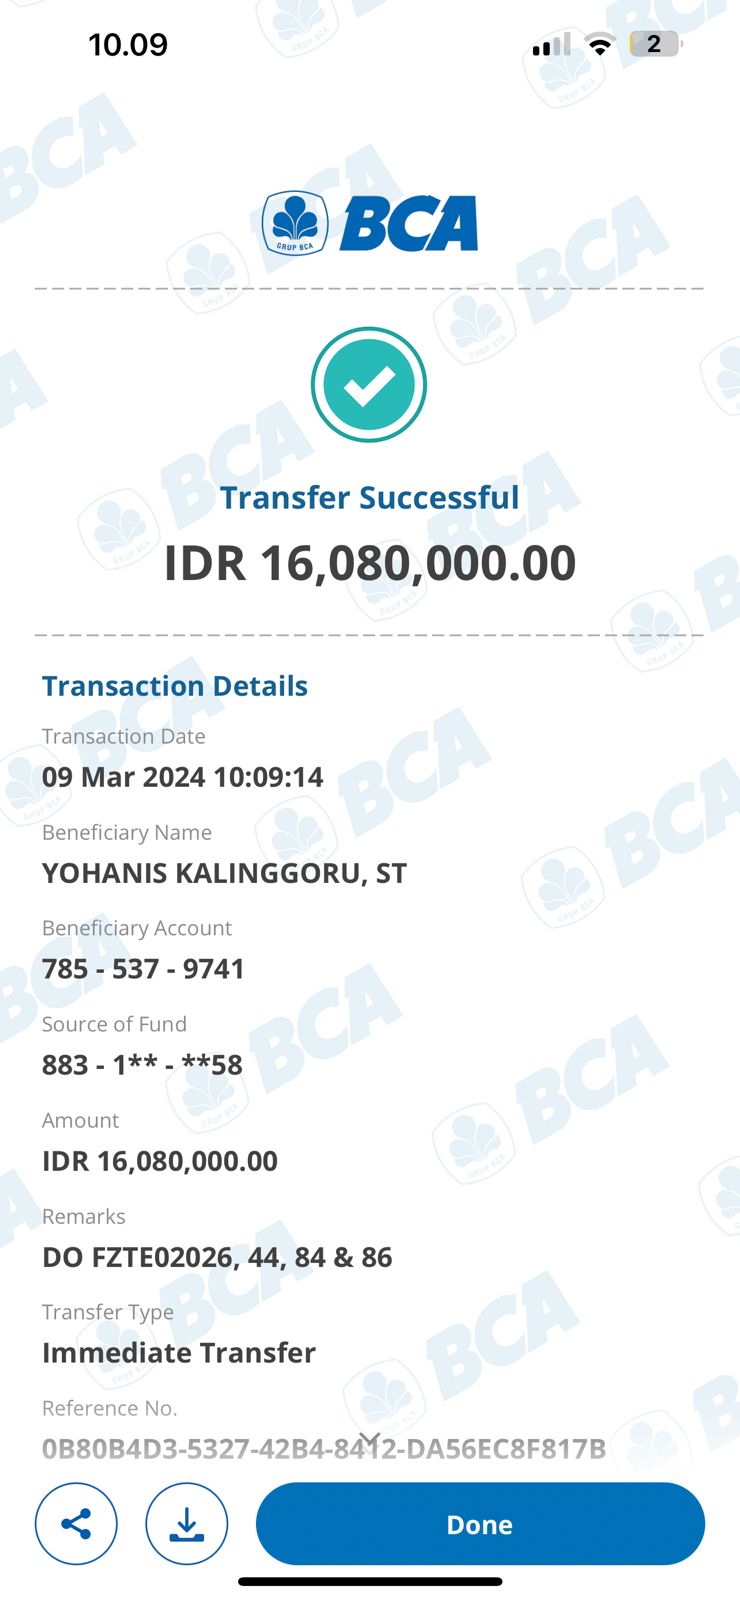 10.09
2
GRUP BCA
BCA
Transfer Successful
IDR 16,080,000.00
Transaction Details
Transaction Date
09 Mar 2024 10:09:14
Beneficiary Name
YOHANIS KALINGGORU, ST
Beneficiary Account
785 - 537 - 9741
Source of Fund
883 - 1** - **58
Amount
IDR 16,080,000.00
Remarks
DO FZTE02026, 44, 84 & 86
Transfer Type
Immediate Transfer
Reference No.
0B80B4D3-5327-42B4-8412-DA56EC8F817B
Done